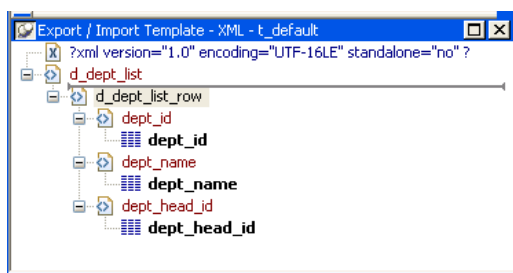 Export / Import Template - XML - t_default
?xml version="1.0" encoding="UTF-16LE" standalone="no" ?
d_dept_list
d_dept_list_row
dept_id
dept_id
dept_name
dept_name
dept_head_id
dept_head_id